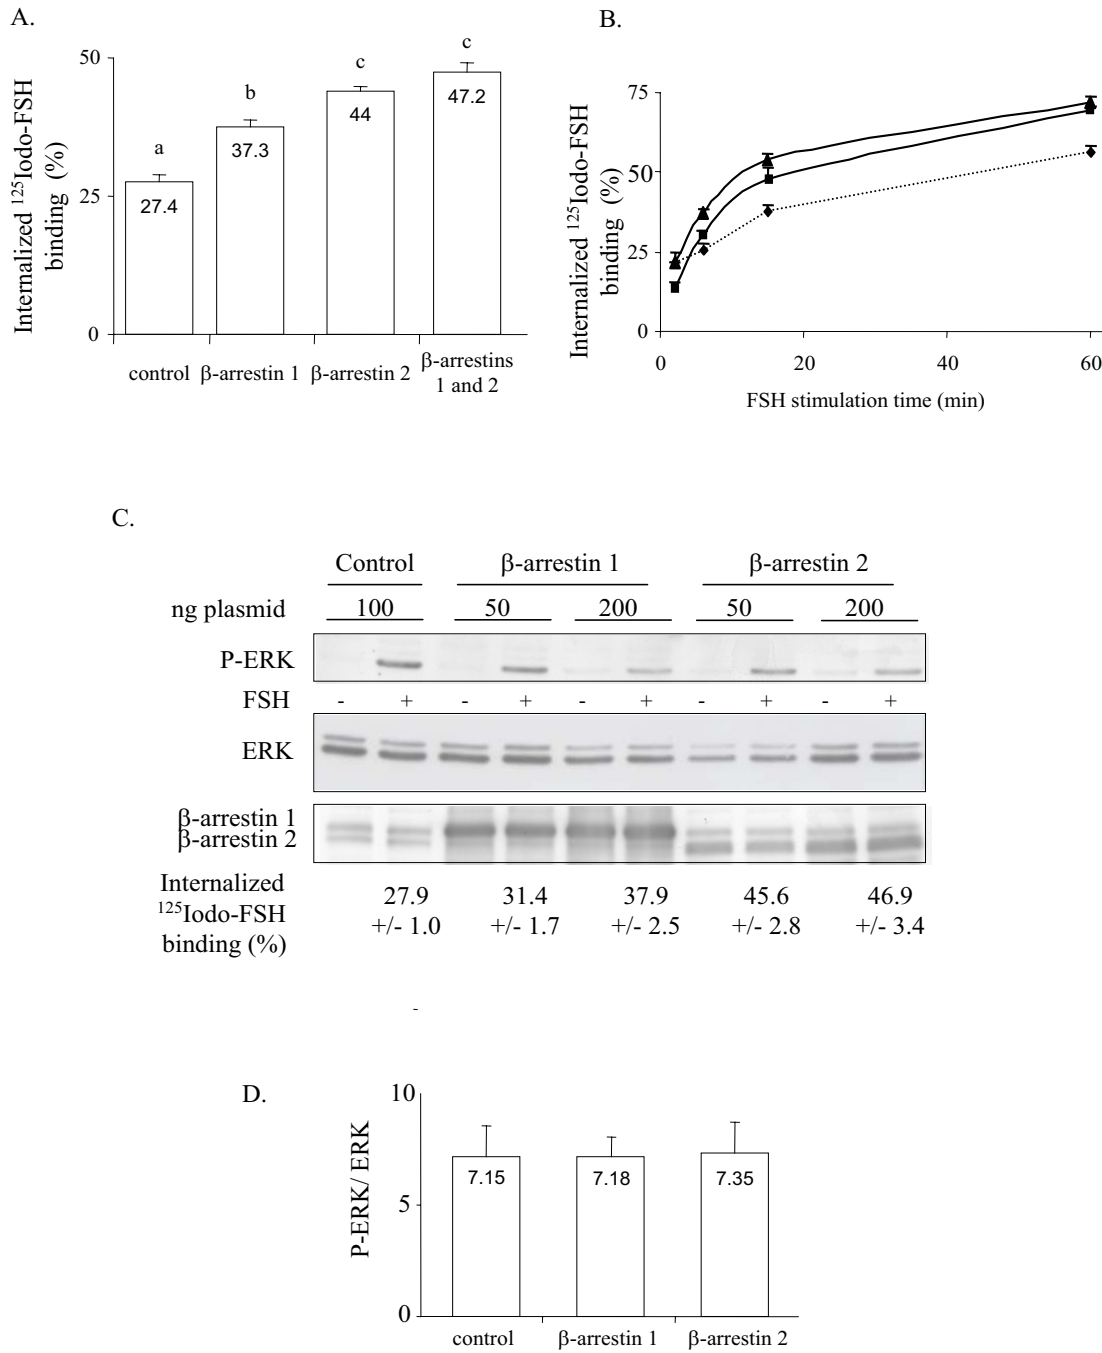 A.
50
25
0
Internalized ¹²⁵Iodo-FSH
binding (%)
a
b
c
c
27.4
37.3
44
47.2
control β-arrestin 1 β-arrestin 2 β-arrestins
1 and 2
B.
75
50
25
0
Internalized ¹²⁵Iodo-FSH
binding (%)
0 20 40 60
FSH stimulation time (min)
C.
Control β-arrestin 1 β-arrestin 2
ng plasmid 100 50 200 50 200
P-ERK
FSH - + - + - + - + - +
ERK
β-arrestin 1
β-arrestin 2
Internalized
¹²⁵Iodo-FSH
binding (%)
27.9 31.4 37.9 45.6 46.9
+/- 1.0 +/- 1.7 +/- 2.5 +/- 2.8 +/- 3.4
-
D.
10
5
0
P-ERK/ ERK
7.15 7.18 7.35
control β-arrestin 1 β-arrestin 2